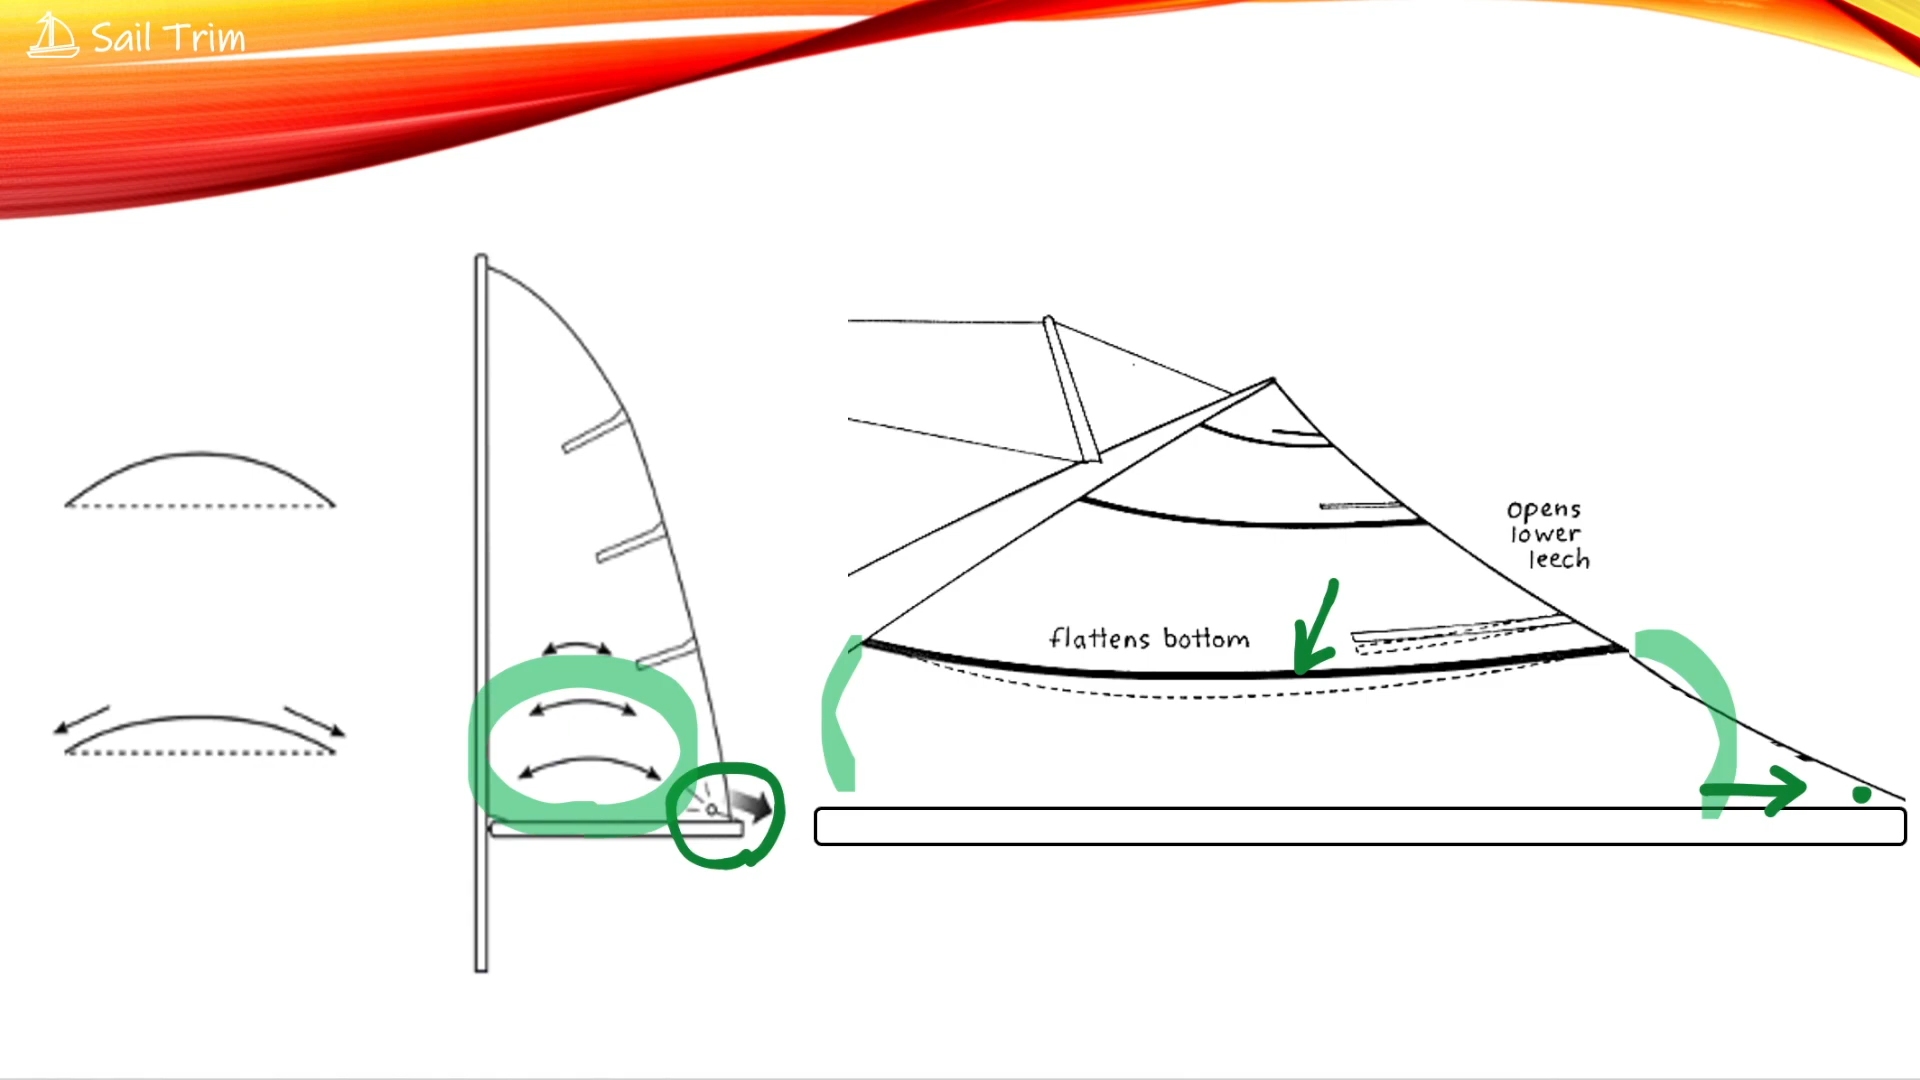 Sail Trim
opens
lower
leech
flattens bottom